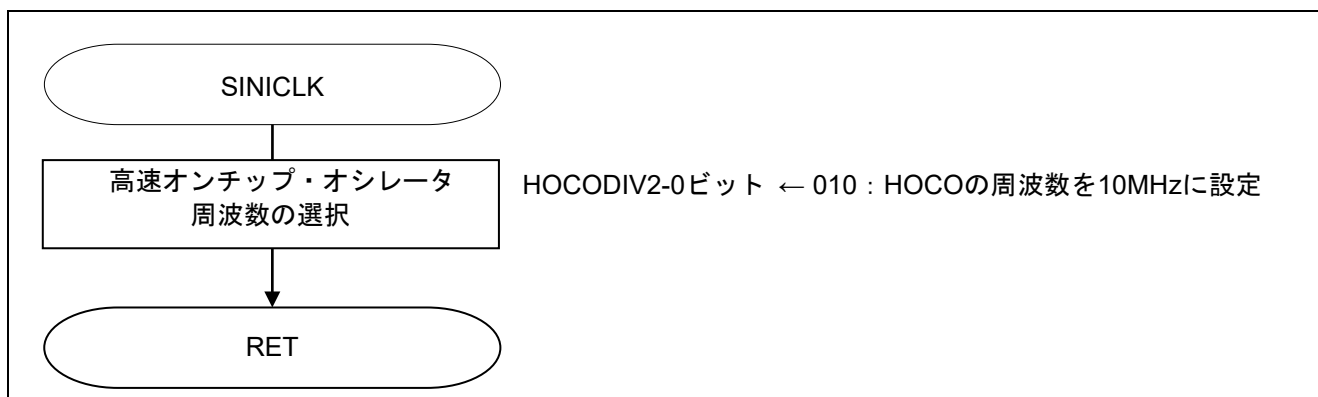 SINICLK
高速オンチップ・オシレータ
周波数の選択
HOCODIV2-0ビット ← 010：HOCOの周波数を10MHzに設定
RET